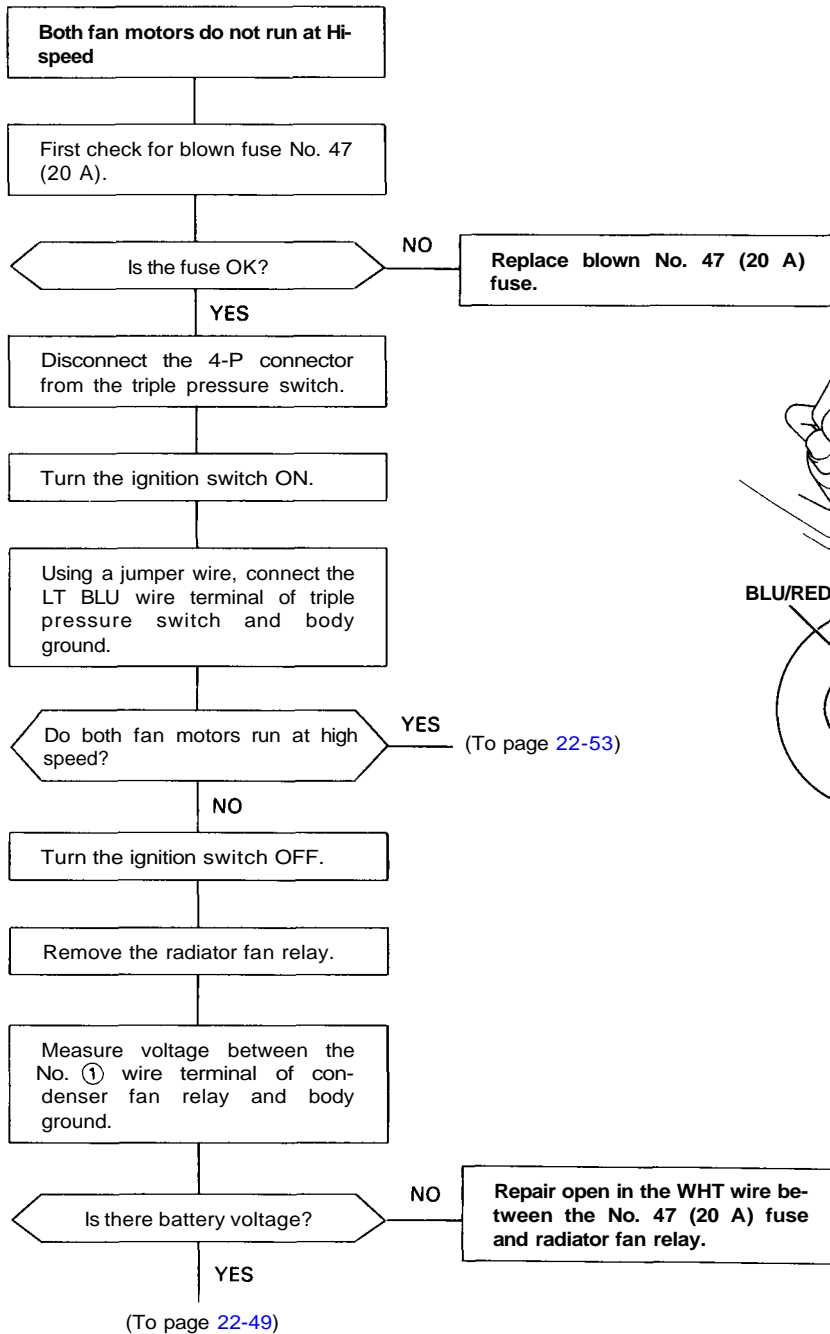 Both fan motors do not run at Hi-
speed
First check for blown fuse No. 47
(20 A).
Is the fuse OK?
NO
Replace blown No. 47 (20 A)
fuse.
YES
Disconnect the 4-P connector
from the triple pressure switch.
Turn the ignition switch ON.
Using a jumper wire, connect the
LT BLU wire terminal of triple
pressure switch and body
ground.
BLU/RED
Do both fan motors run at high
speed?
YES
(To page 22-53)
NO
Turn the ignition switch OFF.
Remove the radiator fan relay.
Measure voltage between the
No. ① wire terminal of con-
denser fan relay and body
ground.
Is there battery voltage?
NO
Repair open in the WHT wire be-
tween the No. 47 (20 A) fuse
and radiator fan relay.
YES
(To page 22-49)